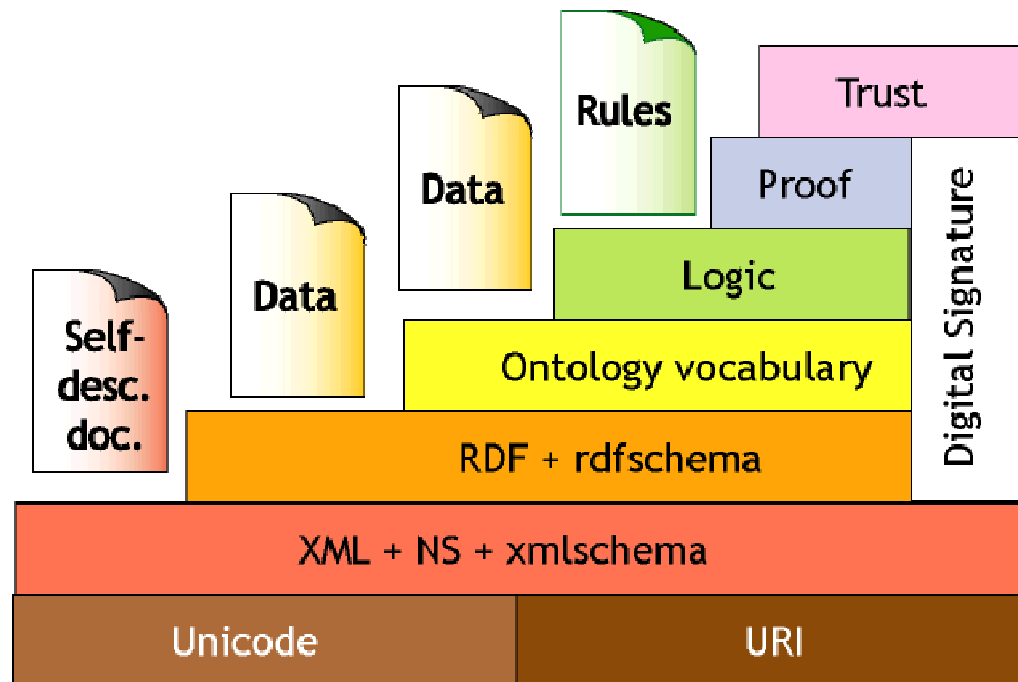 Trust
Rules
Proof
Data
Logic
Data
Self-
desc.
doc.
Ontology vocabulary
Digital Signature
RDF + rdfschema
XML + NS + xmlschema
Unicode
URI